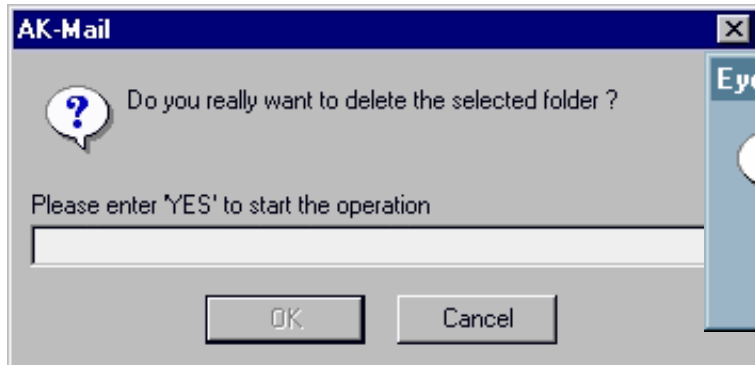 AK-Mail
Do you really want to delete the selected folder ?
Please enter 'YES' to start the operation
OK
Cancel